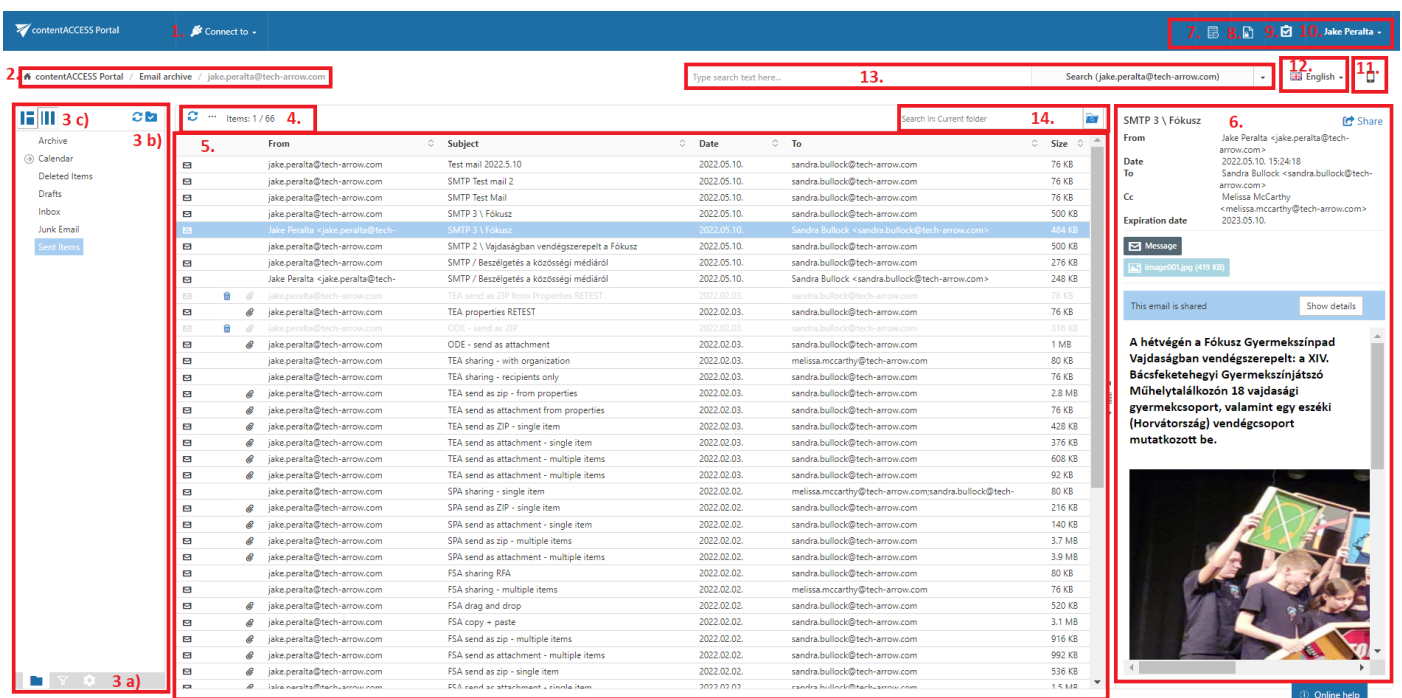 contentACCESS Portal
1. Connect to
7. 8. 9. 10. Jake Peralta
2. contentACCESS Portal / Email archive / jake.peralta@tech-arrow.com
Type search text here...
13.
Search (jake.peralta@tech-arrow.com)
12.
English
11.
3 c)
3 b)
Archive
Calendar
Deleted Items
Drafts
Inbox
Junk Email
Sent Items
3 a)
... Items: 1 / 66 4.
Search in: Current folder 14.
5. From Subject Date To Size
jake.peralta@tech-arrow.com Test mail 2022.5.10 2022.05.10. sandra.bullock@tech-arrow.com 76 KB
jake.peralta@tech-arrow.com SMTP Test mail 2 2022.05.10. sandra.bullock@tech-arrow.com 76 KB
jake.peralta@tech-arrow.com SMTP Test Mail 2022.05.10. sandra.bullock@tech-arrow.com 76 KB
jake.peralta@tech-arrow.com SMTP 3 \ Fókusz 2022.05.10. sandra.bullock@tech-arrow.com 500 KB
Jake Peralta <jake.peralta@tech- SMTP 3 \ Fókusz 2022.05.10. Sandra Bullock <sandra.bullock@tech-arrow.com> 484 KB
jake.peralta@tech-arrow.com SMTP 2 \ Vajdaságban vendégszerepelt a Fókusz 2022.05.10. sandra.bullock@tech-arrow.com 500 KB
jake.peralta@tech-arrow.com SMTP / Beszélgetés a közösségi médiáról 2022.05.10. sandra.bullock@tech-arrow.com 276 KB
Jake Peralta <jake.peralta@tech- SMTP / Beszélgetés a közösségi médiáról 2022.05.10. Sandra Bullock <sandra.bullock@tech-arrow.com> 248 KB
jake.peralta@tech-arrow.com TEA send as ZIP from Properties RETEST 2022.02.03. sandra.bullock@tech-arrow.com 76 KB
jake.peralta@tech-arrow.com TEA properties RETEST 2022.02.03. sandra.bullock@tech-arrow.com 76 KB
jake.peralta@tech-arrow.com ODE - send as ZIP 2022.02.03. sandra.bullock@tech-arrow.com 316 KB
jake.peralta@tech-arrow.com ODE - send as attachment 2022.02.03. sandra.bullock@tech-arrow.com 1 MB
jake.peralta@tech-arrow.com TEA sharing - with organization 2022.02.03. melissa.mccarthy@tech-arrow.com 80 KB
jake.peralta@tech-arrow.com TEA sharing - recipients only 2022.02.03. sandra.bullock@tech-arrow.com 76 KB
jake.peralta@tech-arrow.com TEA send as zip - from properties 2022.02.03. sandra.bullock@tech-arrow.com 2.8 MB
jake.peralta@tech-arrow.com TEA send as attachment from properties 2022.02.03. sandra.bullock@tech-arrow.com 76 KB
jake.peralta@tech-arrow.com TEA send as ZIP - single item 2022.02.03. sandra.bullock@tech-arrow.com 428 KB
jake.peralta@tech-arrow.com TEA send as attachment - single item 2022.02.03. sandra.bullock@tech-arrow.com 376 KB
jake.peralta@tech-arrow.com TEA send as attachment - multiple items 2022.02.03. sandra.bullock@tech-arrow.com 608 KB
jake.peralta@tech-arrow.com TEA send as attachment - multiple items 2022.02.03. sandra.bullock@tech-arrow.com 92 KB
jake.peralta@tech-arrow.com SPA sharing - single item 2022.02.02. melissa.mccarthy@tech-arrow.com;sandra.bullock@tech- 80 KB
jake.peralta@tech-arrow.com SPA send as ZIP - single item 2022.02.02. sandra.bullock@tech-arrow.com 216 KB
jake.peralta@tech-arrow.com SPA send as attachment - single item 2022.02.02. sandra.bullock@tech-arrow.com 140 KB
jake.peralta@tech-arrow.com SPA send as zip - multiple items 2022.02.02. sandra.bullock@tech-arrow.com 3.7 MB
jake.peralta@tech-arrow.com SPA send as attachment - multiple items 2022.02.02. sandra.bullock@tech-arrow.com 3.9 MB
jake.peralta@tech-arrow.com FSA sharing RFA 2022.02.02. sandra.bullock@tech-arrow.com 80 KB
jake.peralta@tech-arrow.com FSA sharing - multiple items 2022.02.02. melissa.mccarthy@tech-arrow.com 76 KB
jake.peralta@tech-arrow.com FSA drag and drop 2022.02.02. sandra.bullock@tech-arrow.com 520 KB
jake.peralta@tech-arrow.com FSA copy + paste 2022.02.02. sandra.bullock@tech-arrow.com 3.1 MB
jake.peralta@tech-arrow.com FSA send as zip - multiple items 2022.02.02. sandra.bullock@tech-arrow.com 916 KB
jake.peralta@tech-arrow.com FSA send as attachment - multiple items 2022.02.02. sandra.bullock@tech-arrow.com 992 KB
jake.peralta@tech-arrow.com FSA send as zip - single item 2022.02.02. sandra.bullock@tech-arrow.com 536 KB
jake.peralta@tech-arrow.com FSA send as attachment - single item 2022.02.02. sandra.bullock@tech-arrow.com 1.5 MB
SMTP 3 \ Fókusz 6. Share
From Jake Peralta <jake.peralta@tech-
arrow.com>
Date 2022.05.10. 15:24:18
To Sandra Bullock <sandra.bullock@tech-
arrow.com>
Cc Melissa McCarthy
<melissa.mccarthy@tech-arrow.com>
Expiration date 2023.05.10.
Message
image001.jpg (419 KB)
This email is shared Show details
A hétvégén a Fókusz Gyermekszínpad
Vajdaságban vendégszerepelt: a XIV.
Bácsfeketehegyi Gyermekszínjátszó
Műhelytalálkozón 18 vajdasági
gyermekcsoport, valamint egy eszéki
(Horvátország) vendégcsoport
mutatkozott be.
Online help